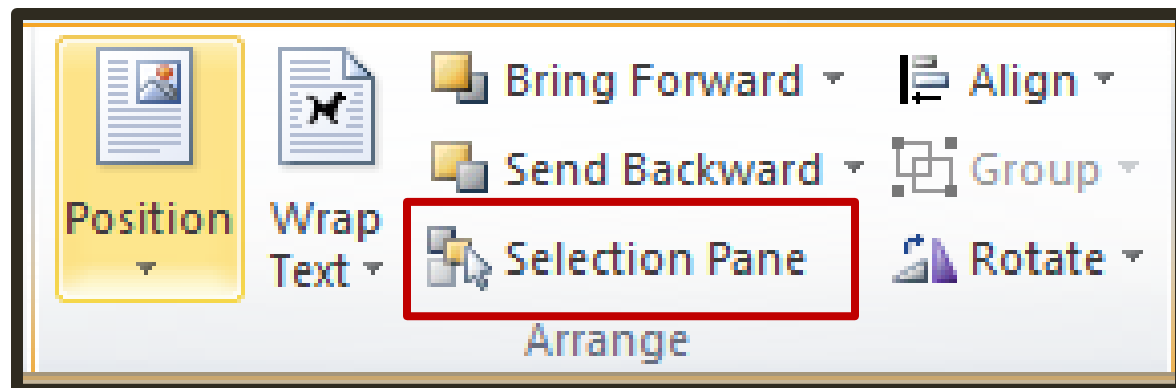 Position
Wrap
Text
Bring Forward
Send Backward
Selection Pane
Align
Group
Rotate
Arrange